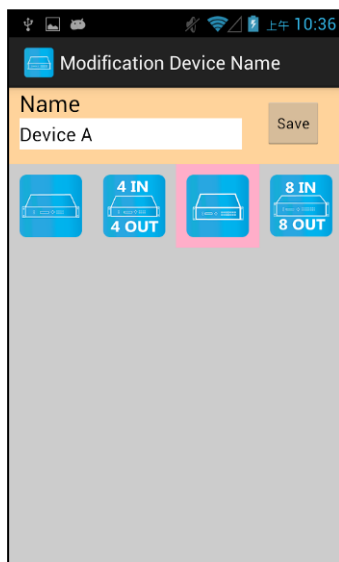 上午 10:36
Modification Device Name
Name
Device A
Save
4 IN
4 OUT
8 IN
8 OUT